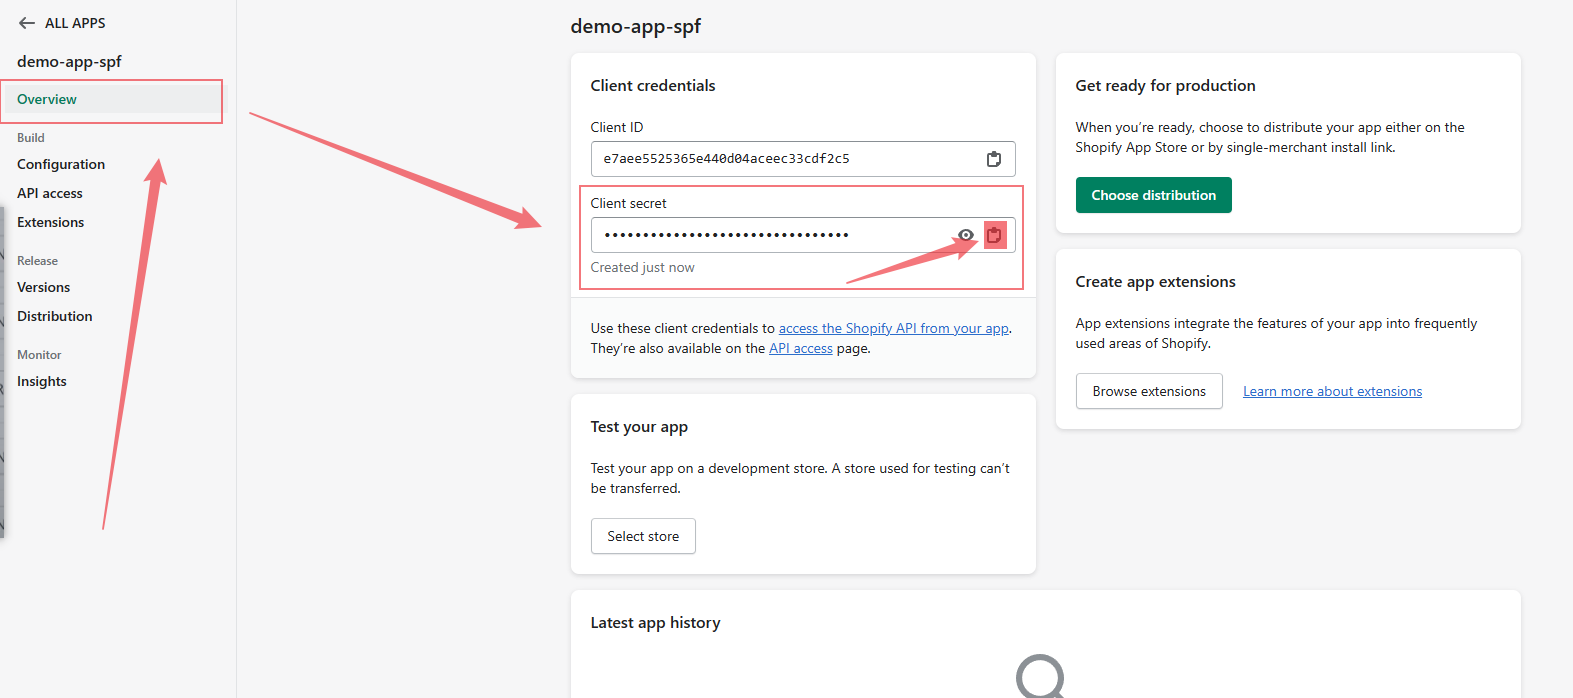 ALL APPS
demo-app-spf
Overview
Build
Configuration
API access
Extensions
Release
Versions
Distribution
Monitor
Insights
demo-app-spf
Client credentials
Client ID
e7aee5525365e440d04aceec33cdf2c5
Client secret
••••••••••••••••••••••••••••••••
Created just now
Use these client credentials to access the Shopify API from your app.
They’re also available on the API access page.
Test your app
Test your app on a development store. A store used for testing can’t
be transferred.
Select store
Get ready for production
When you’re ready, choose to distribute your app either on the
Shopify App Store or by single-merchant install link.
Choose distribution
Create app extensions
App extensions integrate the features of your app into frequently
used areas of Shopify.
Browse extensions
Learn more about extensions
Latest app history